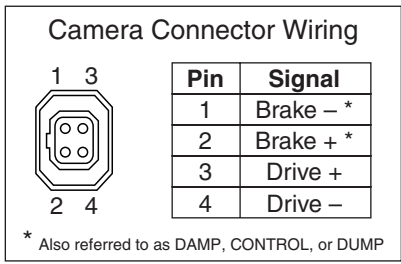 Camera Connector Wiring
1 3
2 4
Pin Signal
1 Brake – *
2 Brake + *
3 Drive +
4 Drive –
* Also referred to as DAMP, CONTROL, or DUMP